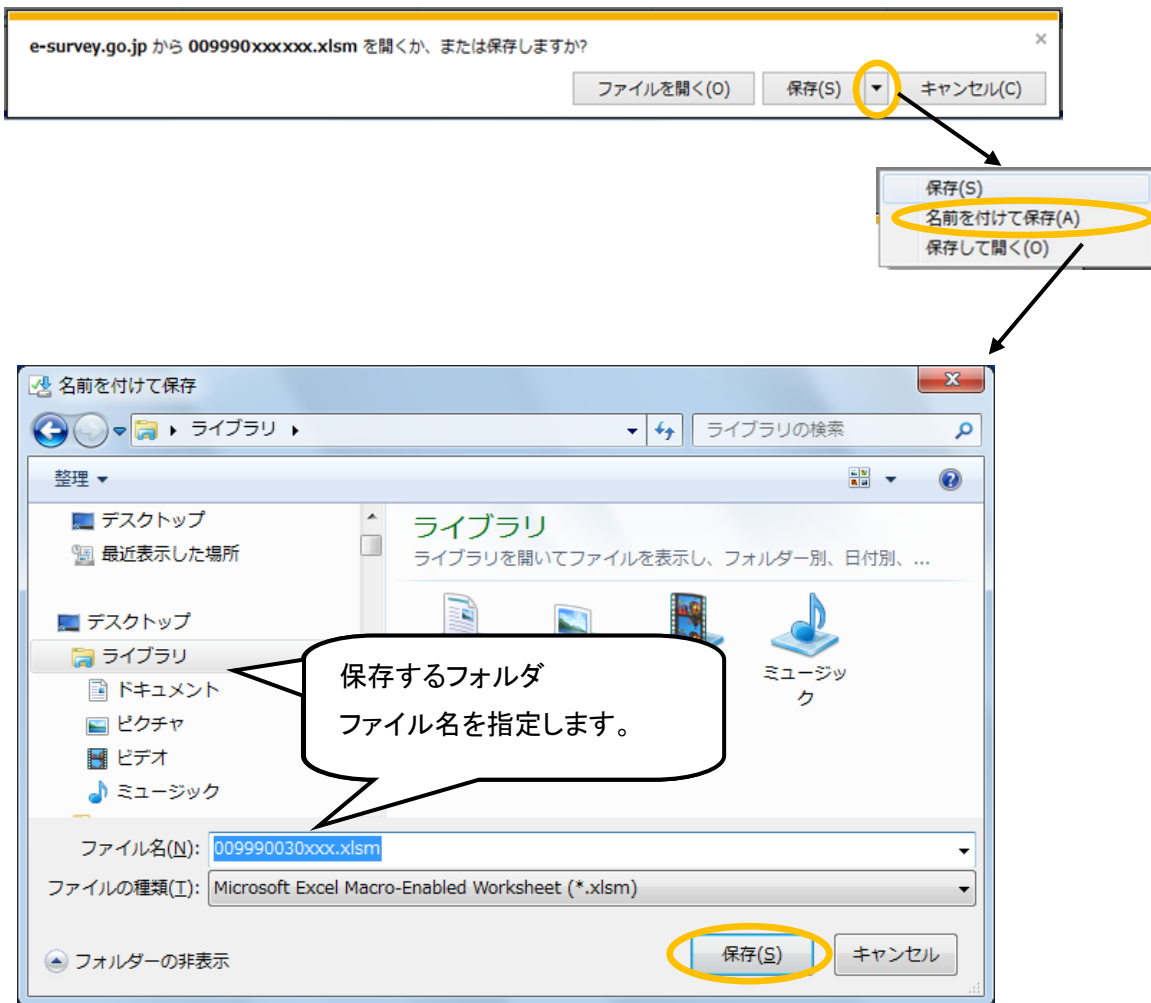 e-survey.go.jp から 009990xxxxxx.xlsm を開くか、または保存しますか?
×
ファイルを開く(O)
保存(S)
キャンセル(C)
保存(S)
名前を付けて保存(A)
保存して開く(O)
名前を付けて保存
ライブラリ
ライブラリの検索
整理
デスクトップ
最近表示した場所
デスクトップ
ライブラリ
ドキュメント
ピクチャ
ビデオ
ミュージック
ライブラリ
ライブラリを開いてファイルを表示し、フォルダー別、日付別、...
ミュージッ
ク
保存するフォルダ
ファイル名を指定します。
ファイル名(N): 009990030xxx.xlsm
ファイルの種類(T): Microsoft Excel Macro-Enabled Worksheet (*.xlsm)
フォルダーの非表示
保存(S)
キャンセル